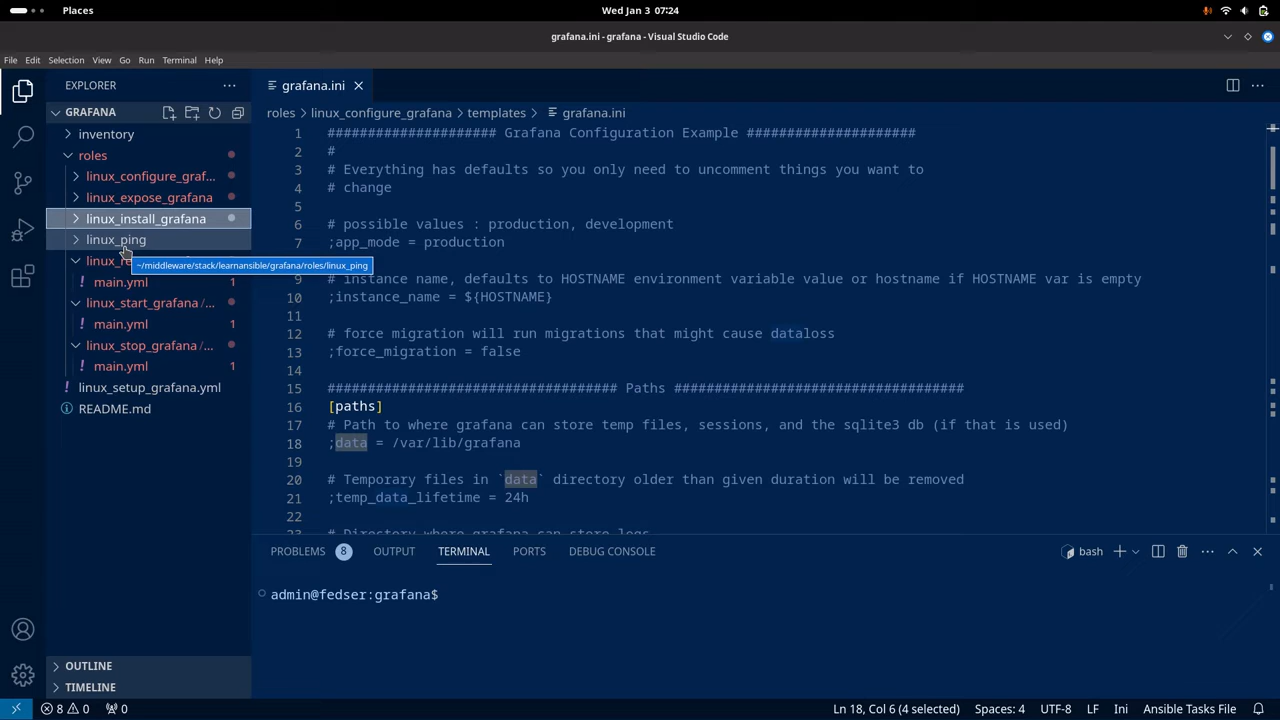 Places
Wed Jan 3 07:24
grafana.ini - grafana - Visual Studio Code
File Edit Selection View Go Run Terminal Help
EXPLORER
GRAFANA
inventory
roles
linux_configure_graf...
linux_expose_grafana
linux_install_grafana
linux_ping
~/middleware/stack/learnansible/grafana/roles/linux_ping
main.yml 1
linux_start_grafana /...
main.yml 1
linux_stop_grafana /...
main.yml 1
linux_setup_grafana.yml
README.md
OUTLINE
TIMELINE
grafana.ini
roles > linux_configure_grafana > templates > grafana.ini
1 ##################### Grafana Configuration Example #####################
2 #
3 # Everything has defaults so you only need to uncomment things you want to
4 # change
5
6 # possible values : production, development
7 ;app_mode = production
9 # instance name, defaults to HOSTNAME environment variable value or hostname if HOSTNAME var is empty
10 ;instance_name = ${HOSTNAME}
11
12 # force migration will run migrations that might cause dataloss
13 ;force_migration = false
14
15 #################################### Paths ####################################
16 [paths]
17 # Path to where grafana can store temp files, sessions, and the sqlite3 db (if that is used)
18 ;data = /var/lib/grafana
19
20 # Temporary files in `data` directory older than given duration will be removed
21 ;temp_data_lifetime = 24h
22
23 # Directory where grafana can store logs
PROBLEMS 8 OUTPUT TERMINAL PORTS DEBUG CONSOLE
bash
admin@fedser:grafana$
8 0 0
Ln 18, Col 6 (4 selected) Spaces: 4 UTF-8 LF Ini Ansible Tasks File